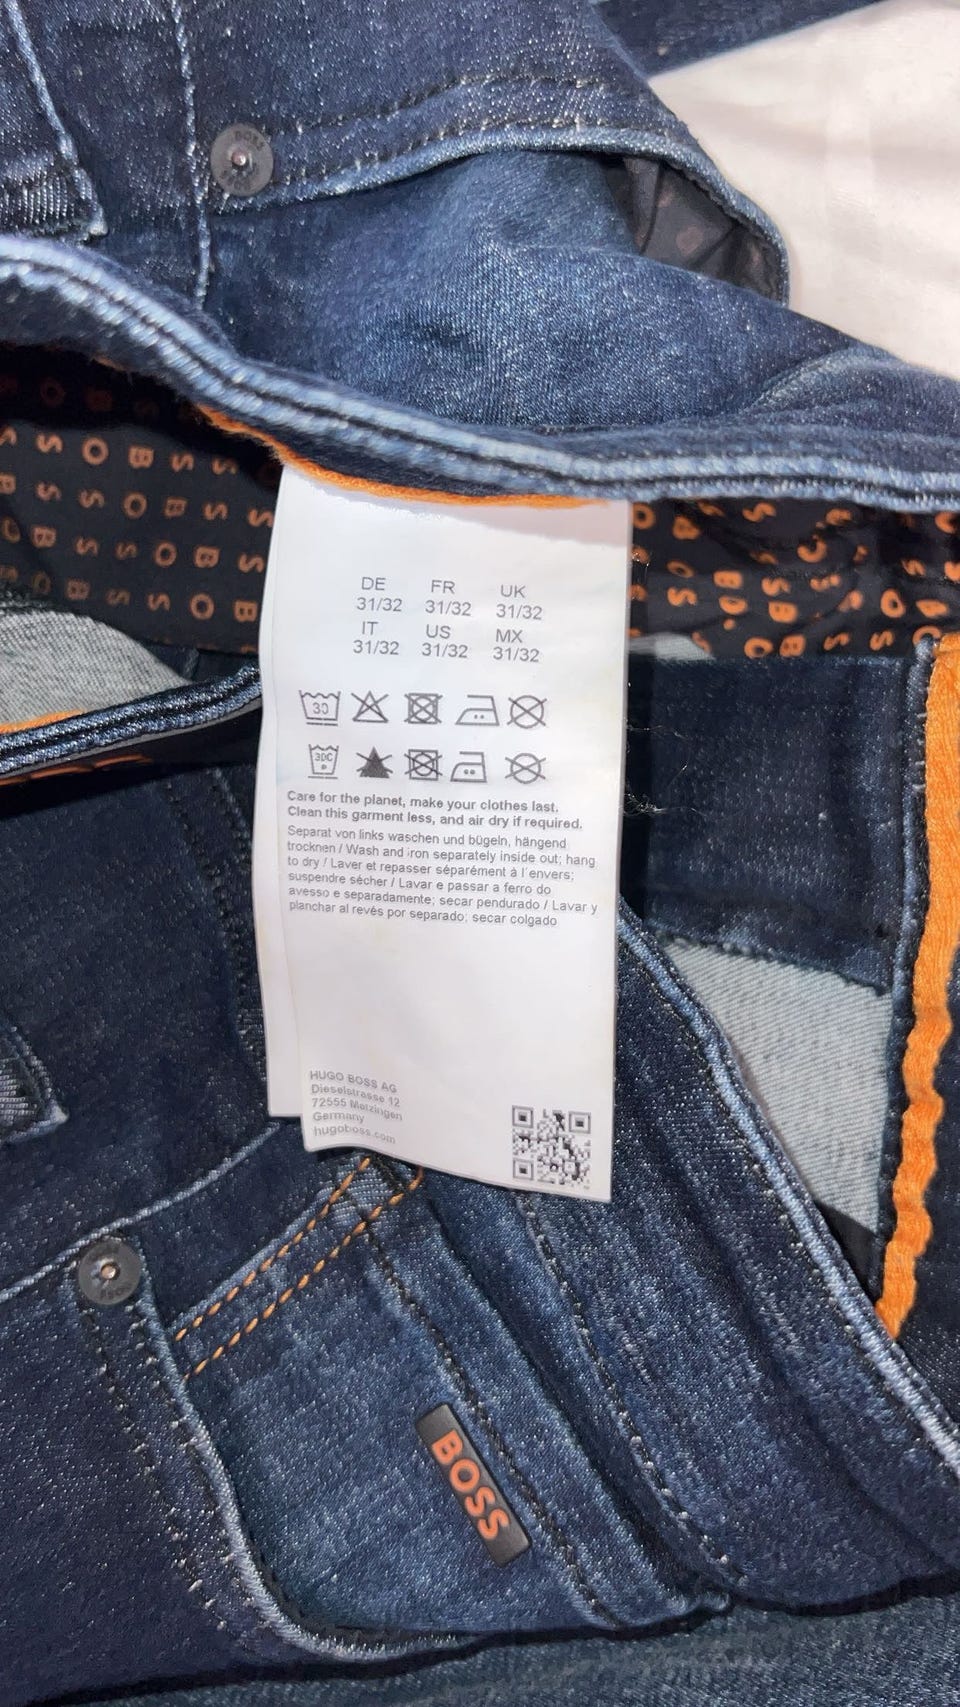 BOSS
DE FR UK
31/32 31/32 31/32
IT US MX
31/32 31/32 31/32
30
30C
Care for the planet, make your clothes last.
Clean this garment less, and air dry if required.
Separat von links waschen und bügeln, hängend
trocknen / Wash and iron separately inside out; hang
to dry / Laver et repasser séparément à l'envers;
suspendre sécher / Lavar e passar a ferro do
avesso e separadamente; secar pendurado / Lavar y
planchar al revés por separado; secar colgado
HUGO BOSS AG
Dieselstrasse 12
72555 Metzingen
Germany
hugoboss.com
BOSS
BOSS